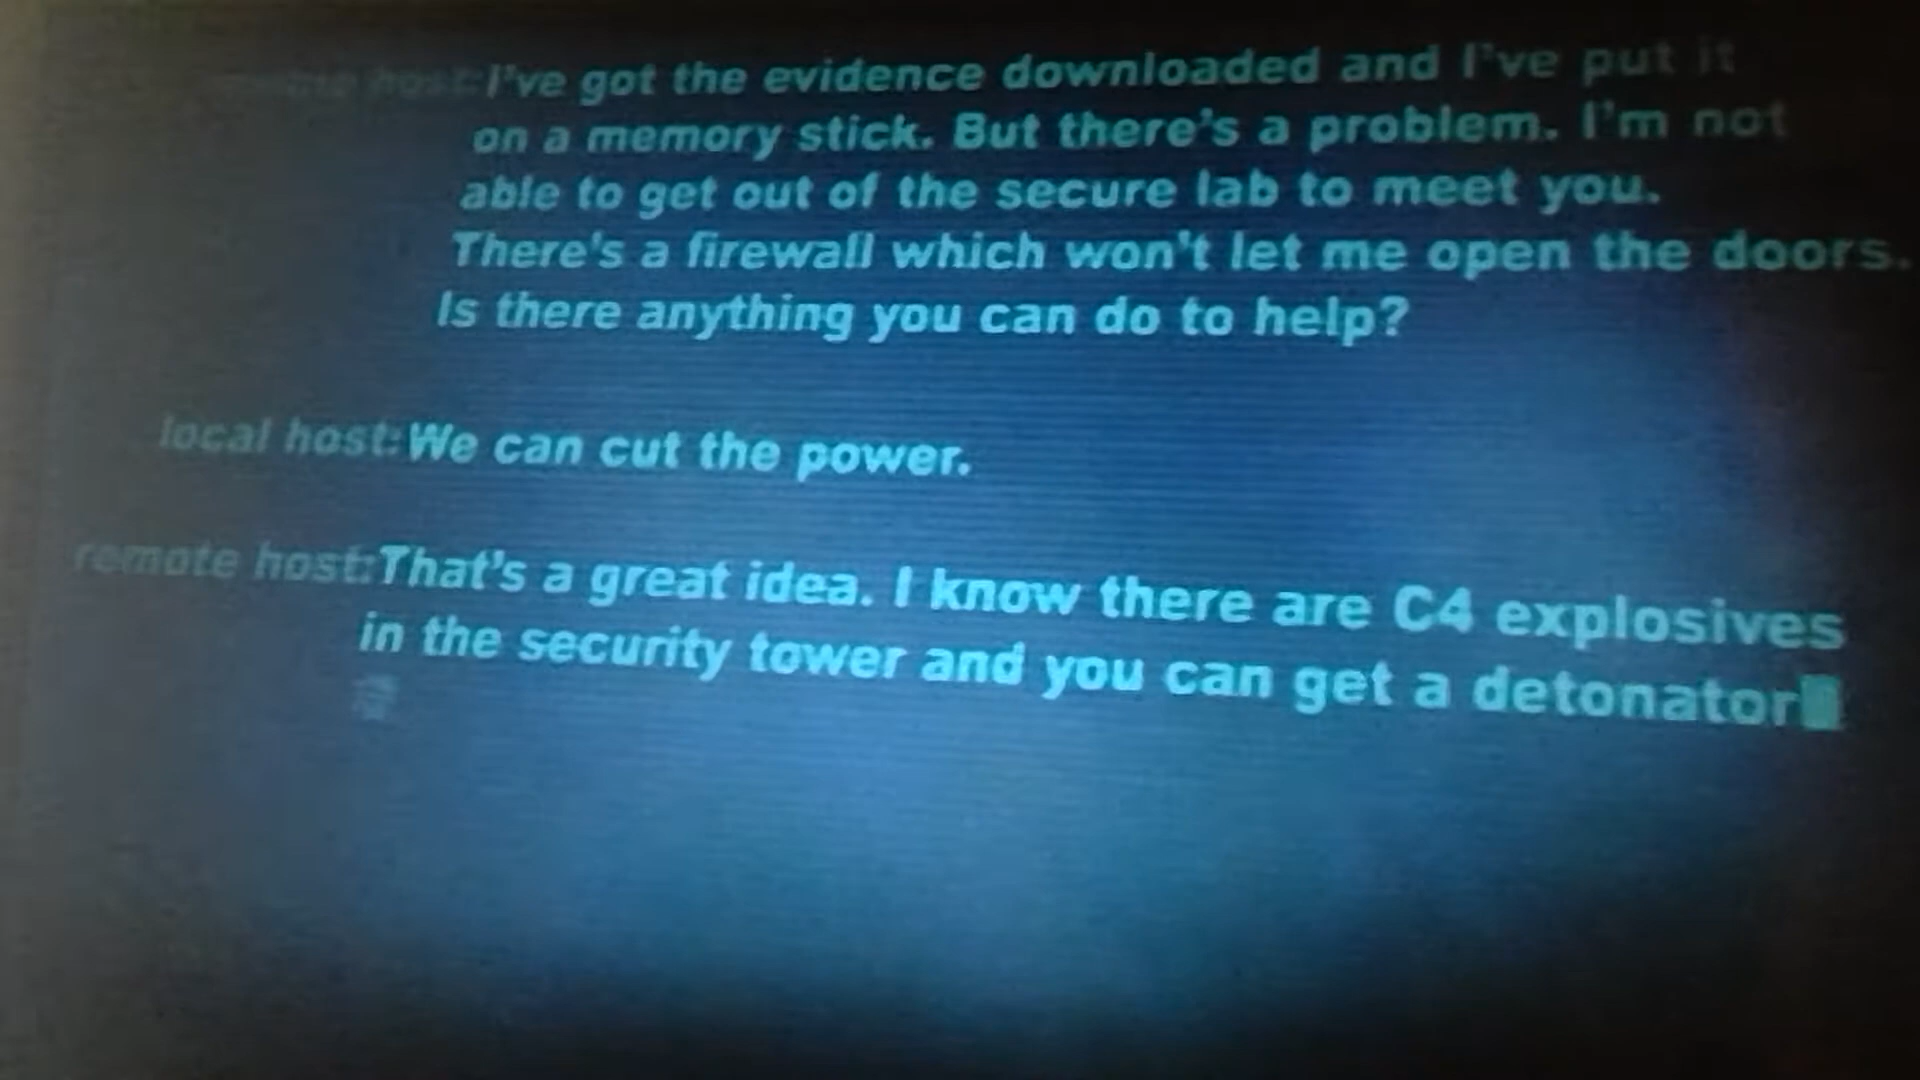 host:I've got the evidence downloaded and I've put it
on a memory stick. But there's a problem. I'm not
able to get out of the secure lab to meet you.
There's a firewall which won't let me open the doors.
Is there anything you can do to help?
local host:We can cut the power.
remote host:That's a great idea. I know there are C4 explosives
in the security tower and you can get a detonator